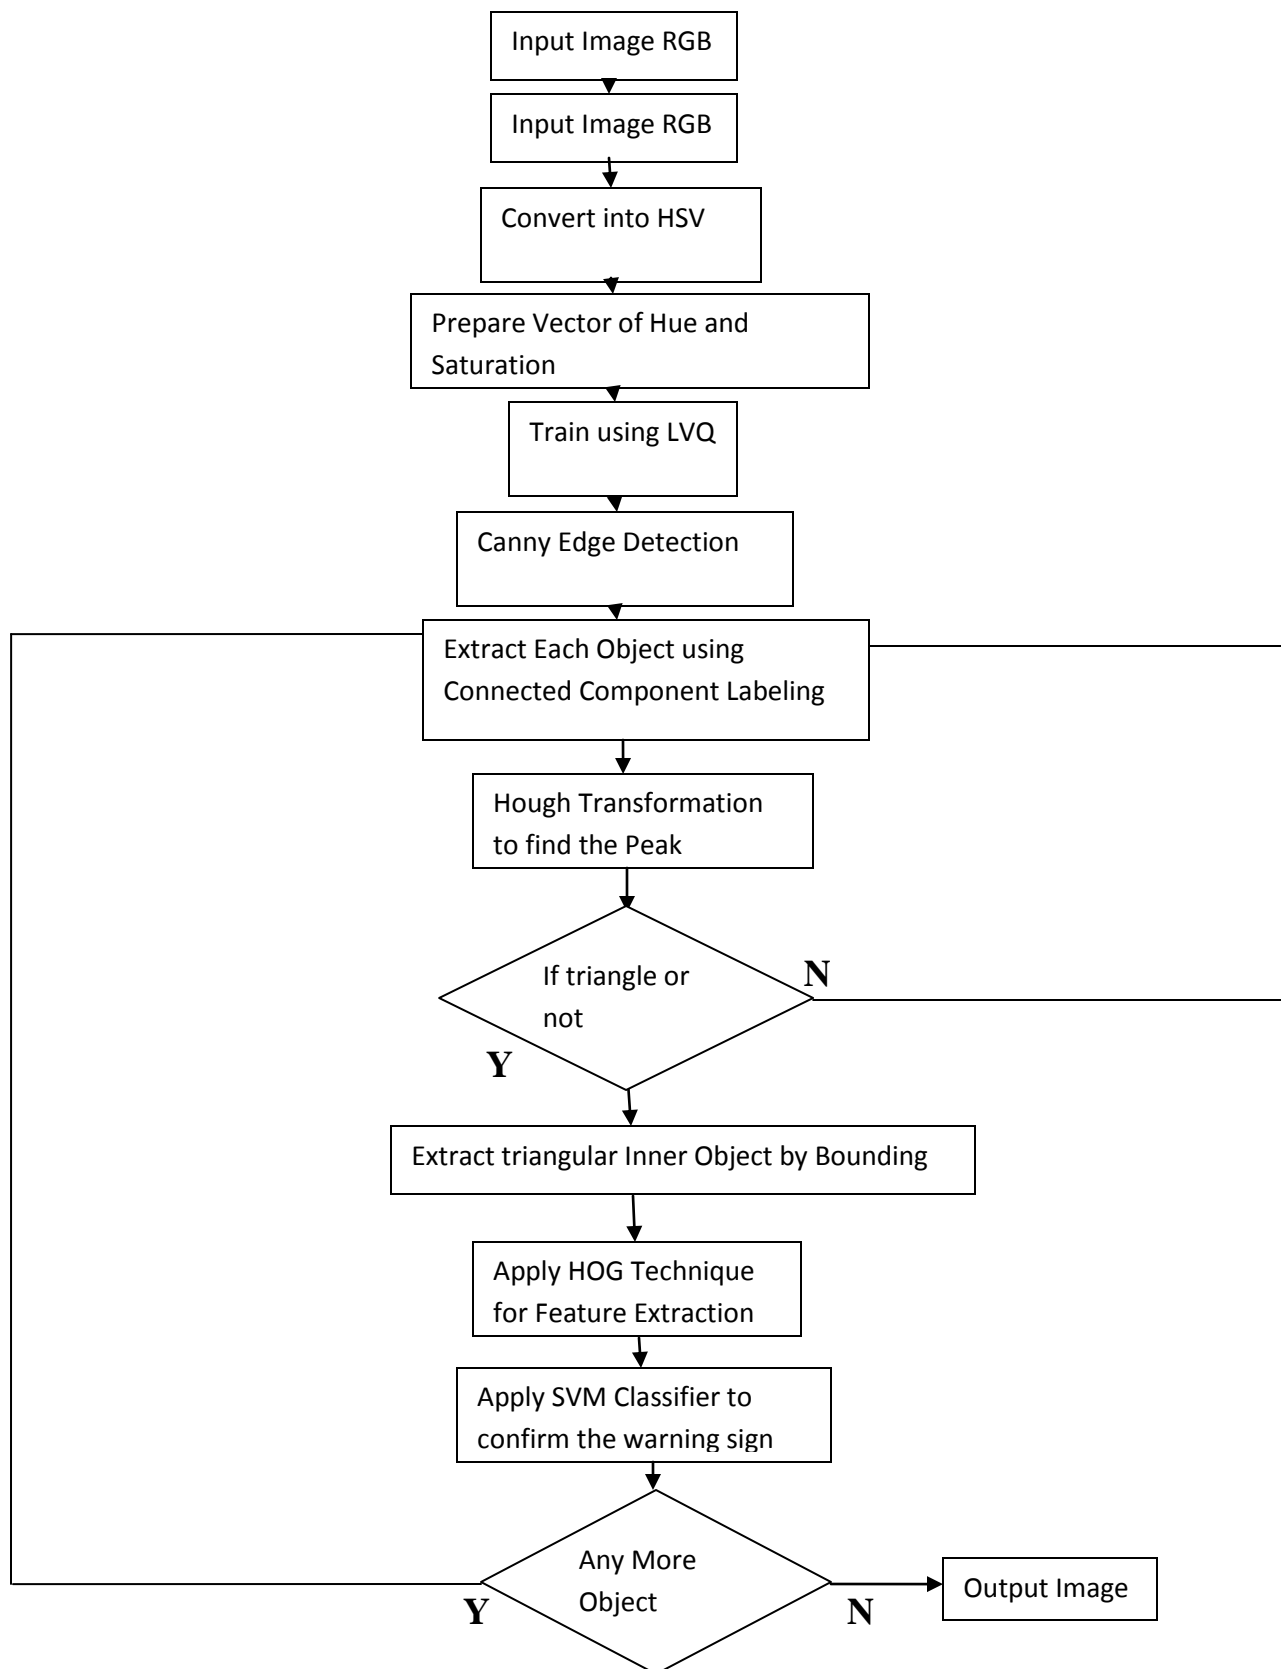 Input Image RGB
Input Image RGB
Convert into HSV
Prepare Vector of Hue and
Saturation
Train using LVQ
Canny Edge Detection
Extract Each Object using
Connected Component Labeling
Hough Transformation
to find the Peak
If triangle or
not
N
Y
Extract triangular Inner Object by Bounding
Apply HOG Technique
for Feature Extraction
Apply SVM Classifier to
confirm the warning sign
Any More
Object
Y
N
Output Image